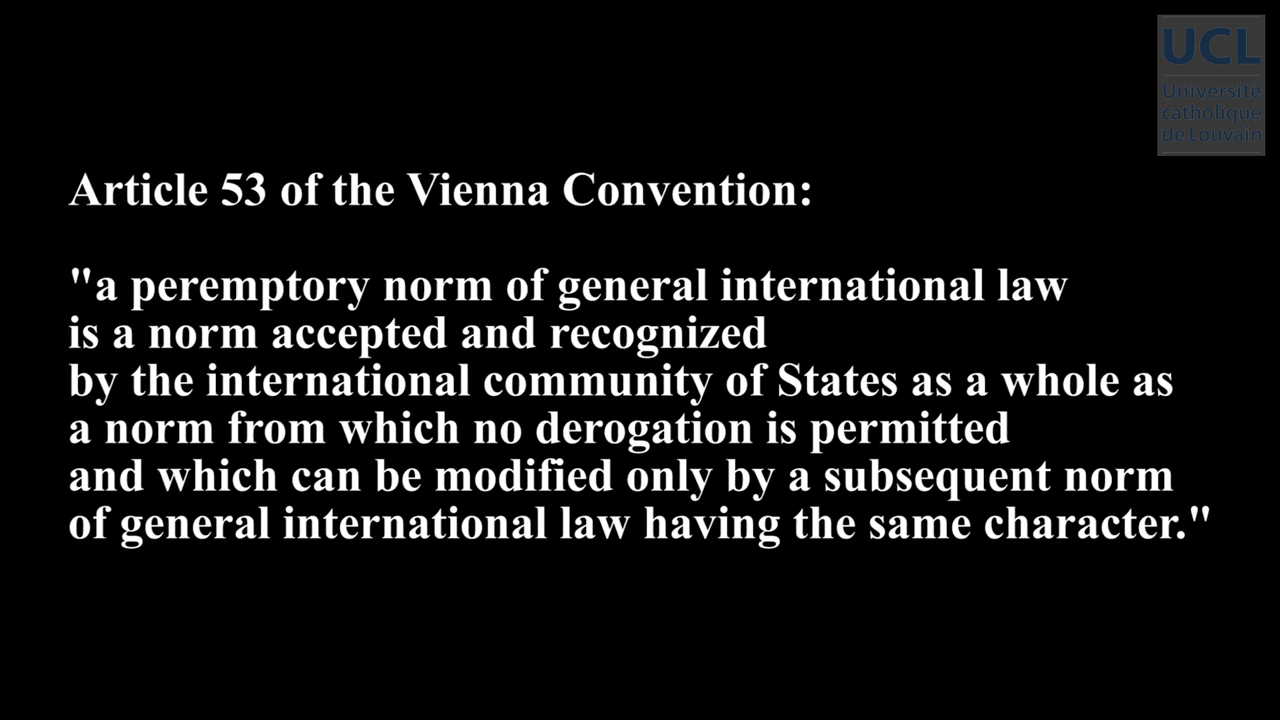 UCL
Université
catholique
de Louvain
Article 53 of the Vienna Convention:
"a peremptory norm of general international law
is a norm accepted and recognized
by the international community of States as a whole as
a norm from which no derogation is permitted
and which can be modified only by a subsequent norm
of general international law having the same character."